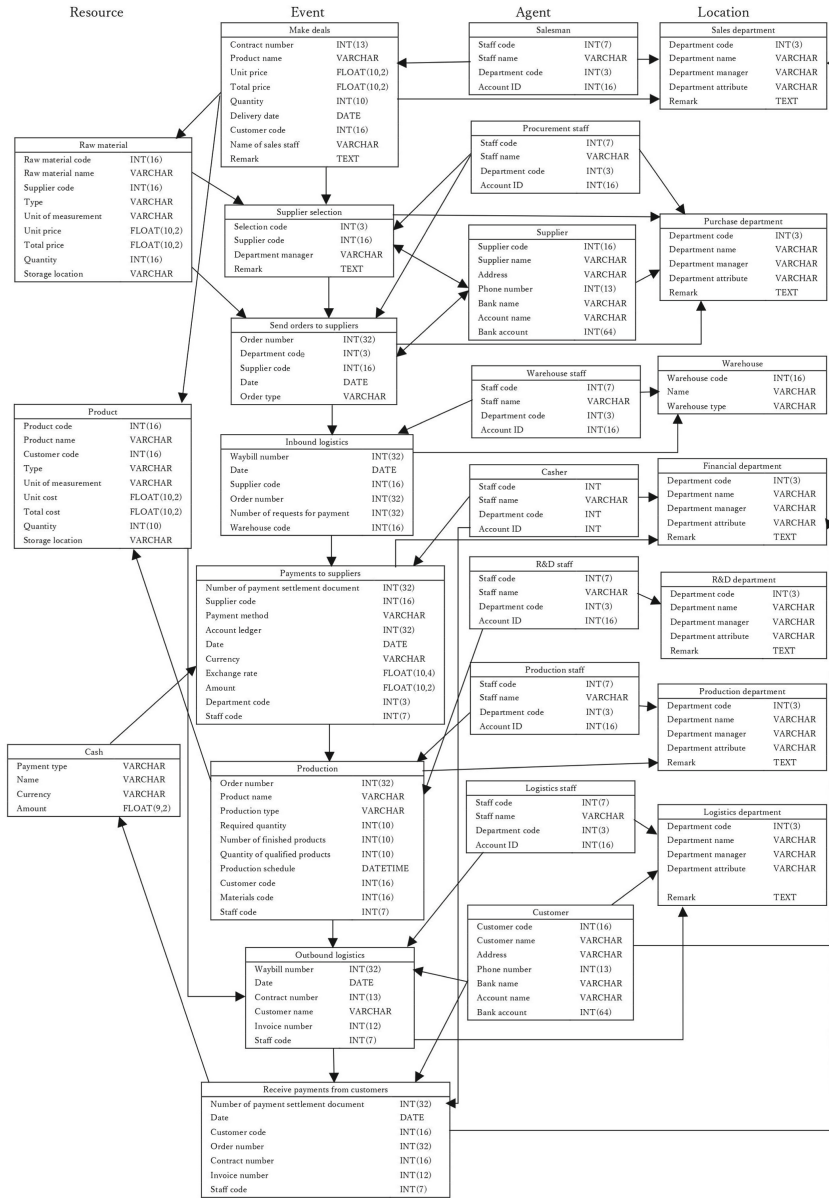 Resource
Event
Agent
Location
Make deals
Contract number INT(13)
Product name VARCHAR
Unit price FLOAT(10,2)
Total price FLOAT(10,2)
Quantity INT(10)
Delivery date DATE
Customer code INT(16)
Name of sales staff VARCHAR
Remark TEXT
Salesman
Staff code INT(7)
Staff name VARCHAR
Department code INT(3)
Account ID INT(16)
Sales department
Department code INT(3)
Department name VARCHAR
Department manager VARCHAR
Department attribute VARCHAR
Remark TEXT
Raw material
Raw material code INT(16)
Raw material name VARCHAR
Supplier code INT(16)
Type VARCHAR
Unit of measurement VARCHAR
Unit price FLOAT(10,2)
Total price FLOAT(10,2)
Quantity INT(16)
Storage location VARCHAR
Procurement staff
Staff code INT(7)
Staff name VARCHAR
Department code INT(3)
Account ID INT(16)
Supplier selection
Selection code INT(3)
Supplier code INT(16)
Department manager VARCHAR
Remark TEXT
Supplier
Supplier code INT(16)
Supplier name VARCHAR
Address VARCHAR
Phone number INT(13)
Bank name VARCHAR
Account name VARCHAR
Bank account INT(64)
Purchase department
Department code INT(3)
Department name VARCHAR
Department manager VARCHAR
Department attribute VARCHAR
Remark TEXT
Send orders to suppliers
Order number INT(32)
Department code INT(3)
Supplier code INT(16)
Date DATE
Order type VARCHAR
Warehouse staff
Staff code INT(7)
Staff name VARCHAR
Department code INT(3)
Account ID INT(16)
Warehouse
Warehouse code INT(16)
Name VARCHAR
Warehouse type VARCHAR
Product
Product code INT(16)
Product name VARCHAR
Customer code INT(16)
Type VARCHAR
Unit of measurement VARCHAR
Unit cost FLOAT(10,2)
Total cost FLOAT(10,2)
Quantity INT(10)
Storage location VARCHAR
Inbound logistics
Waybill number INT(32)
Date DATE
Supplier code INT(16)
Order number INT(32)
Number of requests for payment INT(32)
Warehouse code INT(16)
Casher
Staff code INT
Staff name VARCHAR
Department code INT
Account ID INT
Financial department
Department code INT(3)
Department name VARCHAR
Department manager VARCHAR
Department attribute VARCHAR
Remark TEXT
Payments to suppliers
Number of payment settlement document INT(32)
Supplier code INT(16)
Payment method VARCHAR
Account ledger INT(32)
Date DATE
Currency VARCHAR
Exchange rate FLOAT(10,4)
Amount FLOAT(10,2)
Department code INT(3)
Staff code INT(7)
R&D staff
Staff code INT(7)
Staff name VARCHAR
Department code INT(3)
Account ID INT(16)
R&D department
Department code INT(3)
Department name VARCHAR
Department manager VARCHAR
Department attribute VARCHAR
Remark TEXT
Production staff
Staff code INT(7)
Staff name VARCHAR
Department code INT(3)
Account ID INT(16)
Production department
Department code INT(3)
Department name VARCHAR
Department manager VARCHAR
Department attribute VARCHAR
Remark TEXT
Cash
Payment type VARCHAR
Name VARCHAR
Currency VARCHAR
Amount FLOAT(9,2)
Production
Order number INT(32)
Product name VARCHAR
Production type VARCHAR
Required quantity INT(10)
Number of finished products INT(10)
Quantity of qualified products INT(10)
Production schedule DATETIME
Customer code INT(16)
Materials code INT(16)
Staff code INT(7)
Logistics staff
Staff code INT(7)
Staff name VARCHAR
Department code INT(3)
Account ID INT(16)
Logistics department
Department code INT(3)
Department name VARCHAR
Department manager VARCHAR
Department attribute VARCHAR
Remark TEXT
Customer
Customer code INT(16)
Customer name VARCHAR
Address VARCHAR
Phone number INT(13)
Bank name VARCHAR
Account name VARCHAR
Bank account INT(64)
Outbound logistics
Waybill number INT(32)
Date DATE
Contract number INT(13)
Customer name VARCHAR
Invoice number INT(12)
Staff code INT(7)
Receive payments from customers
Number of payment settlement document INT(32)
Date DATE
Customer code INT(16)
Order number INT(32)
Contract number INT(16)
Invoice number INT(12)
Staff code INT(7)